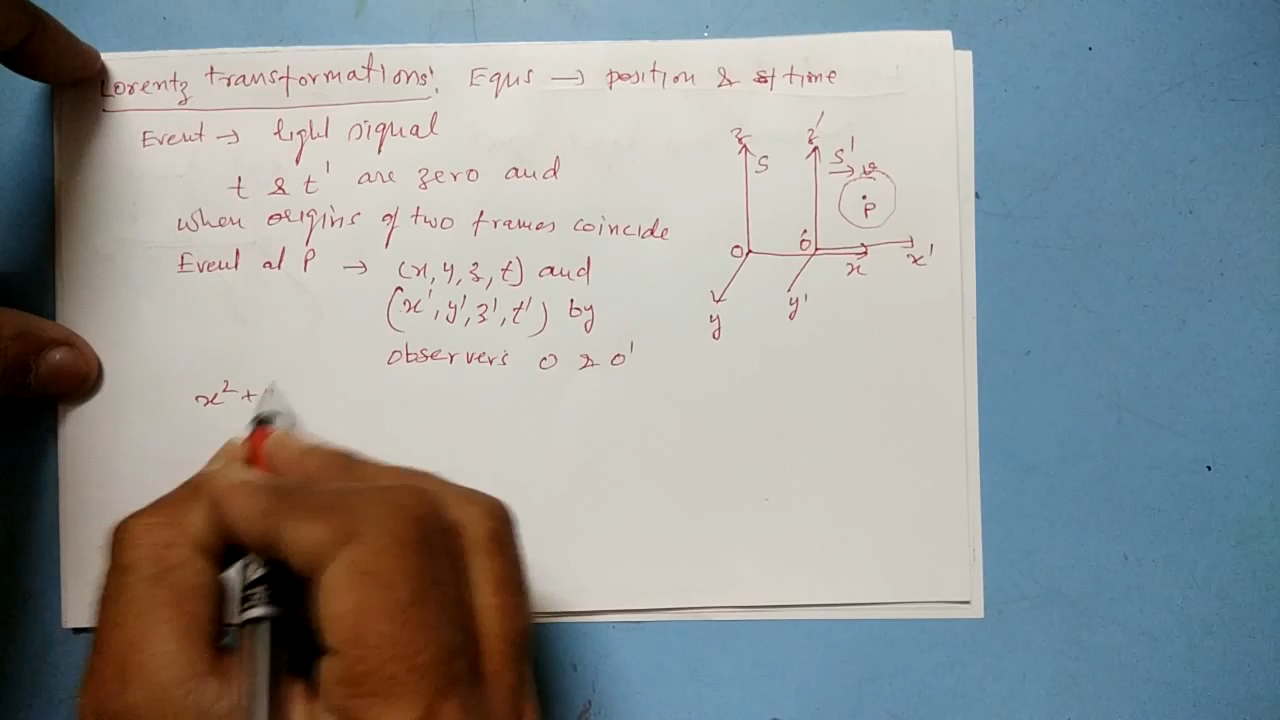 Lorentz transformations: Equs → position & time
Event → light signal
t & t' are zero and
when origins of two frames coincide
Event at P → (x, y, z, t) and
(x', y', z', t') by
observers O & O'
x² +
z z'
S S' → v
P
O O'
x x'
y y'